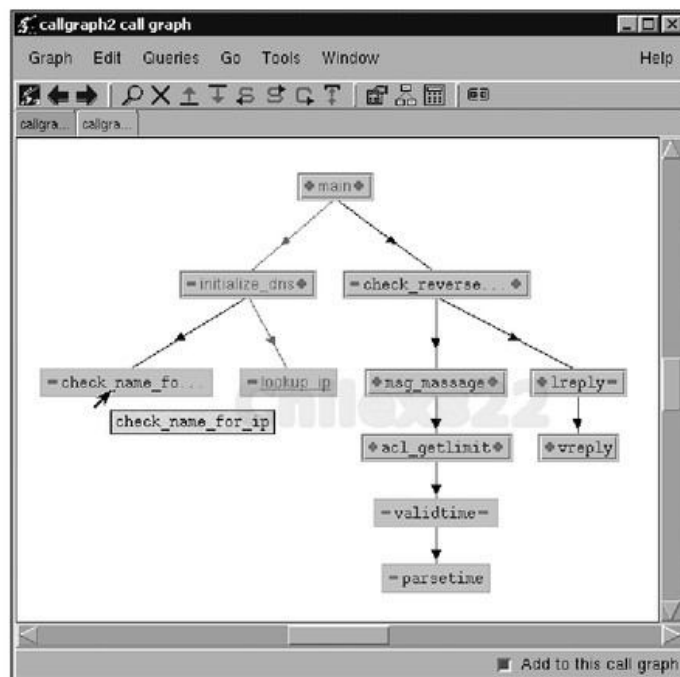 callgraph2 call graph
Graph Edit Queries Go Tools Window Help
callgra... callgra...
main
initialize_dns check_reverse...
check_name_fo... lookup_ip msg_massage lreply
check_name_for_ip
acl_getlimit vreply
validtime
parsetime
Add to this call graph